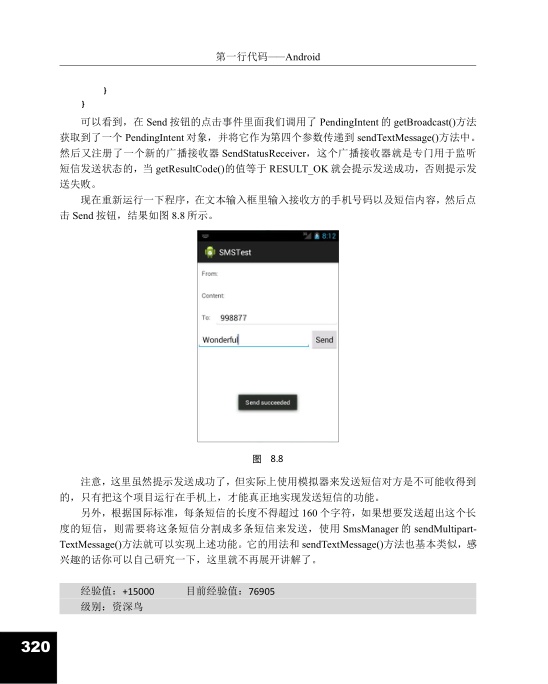 第一行代码——Android
}
}
可以看到，在 Send 按钮的点击事件里面我们调用了 PendingIntent 的 getBroadcast()方法
获取到了一个 PendingIntent 对象，并将它作为第四个参数传递到 sendTextMessage()方法中。
然后又注册了一个新的广播接收器 SendStatusReceiver，这个广播接收器就是专门用于监听
短信发送状态的，当 getResultCode()的值等于 RESULT_OK 就会提示发送成功，否则提示发
送失败。
现在重新运行一下程序，在文本输入框里输入接收方的手机号码以及短信内容，然后点
击 Send 按钮，结果如图 8.8 所示。
8:12
SMSTest
From:
Content:
To: 998877
Wonderful Send
Send succeeded
图 8.8
注意，这里虽然提示发送成功了，但实际上使用模拟器来发送短信对方是不可能收得到
的，只有把这个项目运行在手机上，才能真正地实现发送短信的功能。
另外，根据国际标准，每条短信的长度不得超过 160 个字符，如果想要发送超出这个长
度的短信，则需要将这条短信分割成多条短信来发送，使用 SmsManager 的 sendMultipart-
TextMessage()方法就可以实现上述功能。它的用法和 sendTextMessage()方法也基本类似，感
兴趣的话你可以自己研究一下，这里就不再展开讲解了。
经验值：+15000 目前经验值：76905
级别：资深鸟
320